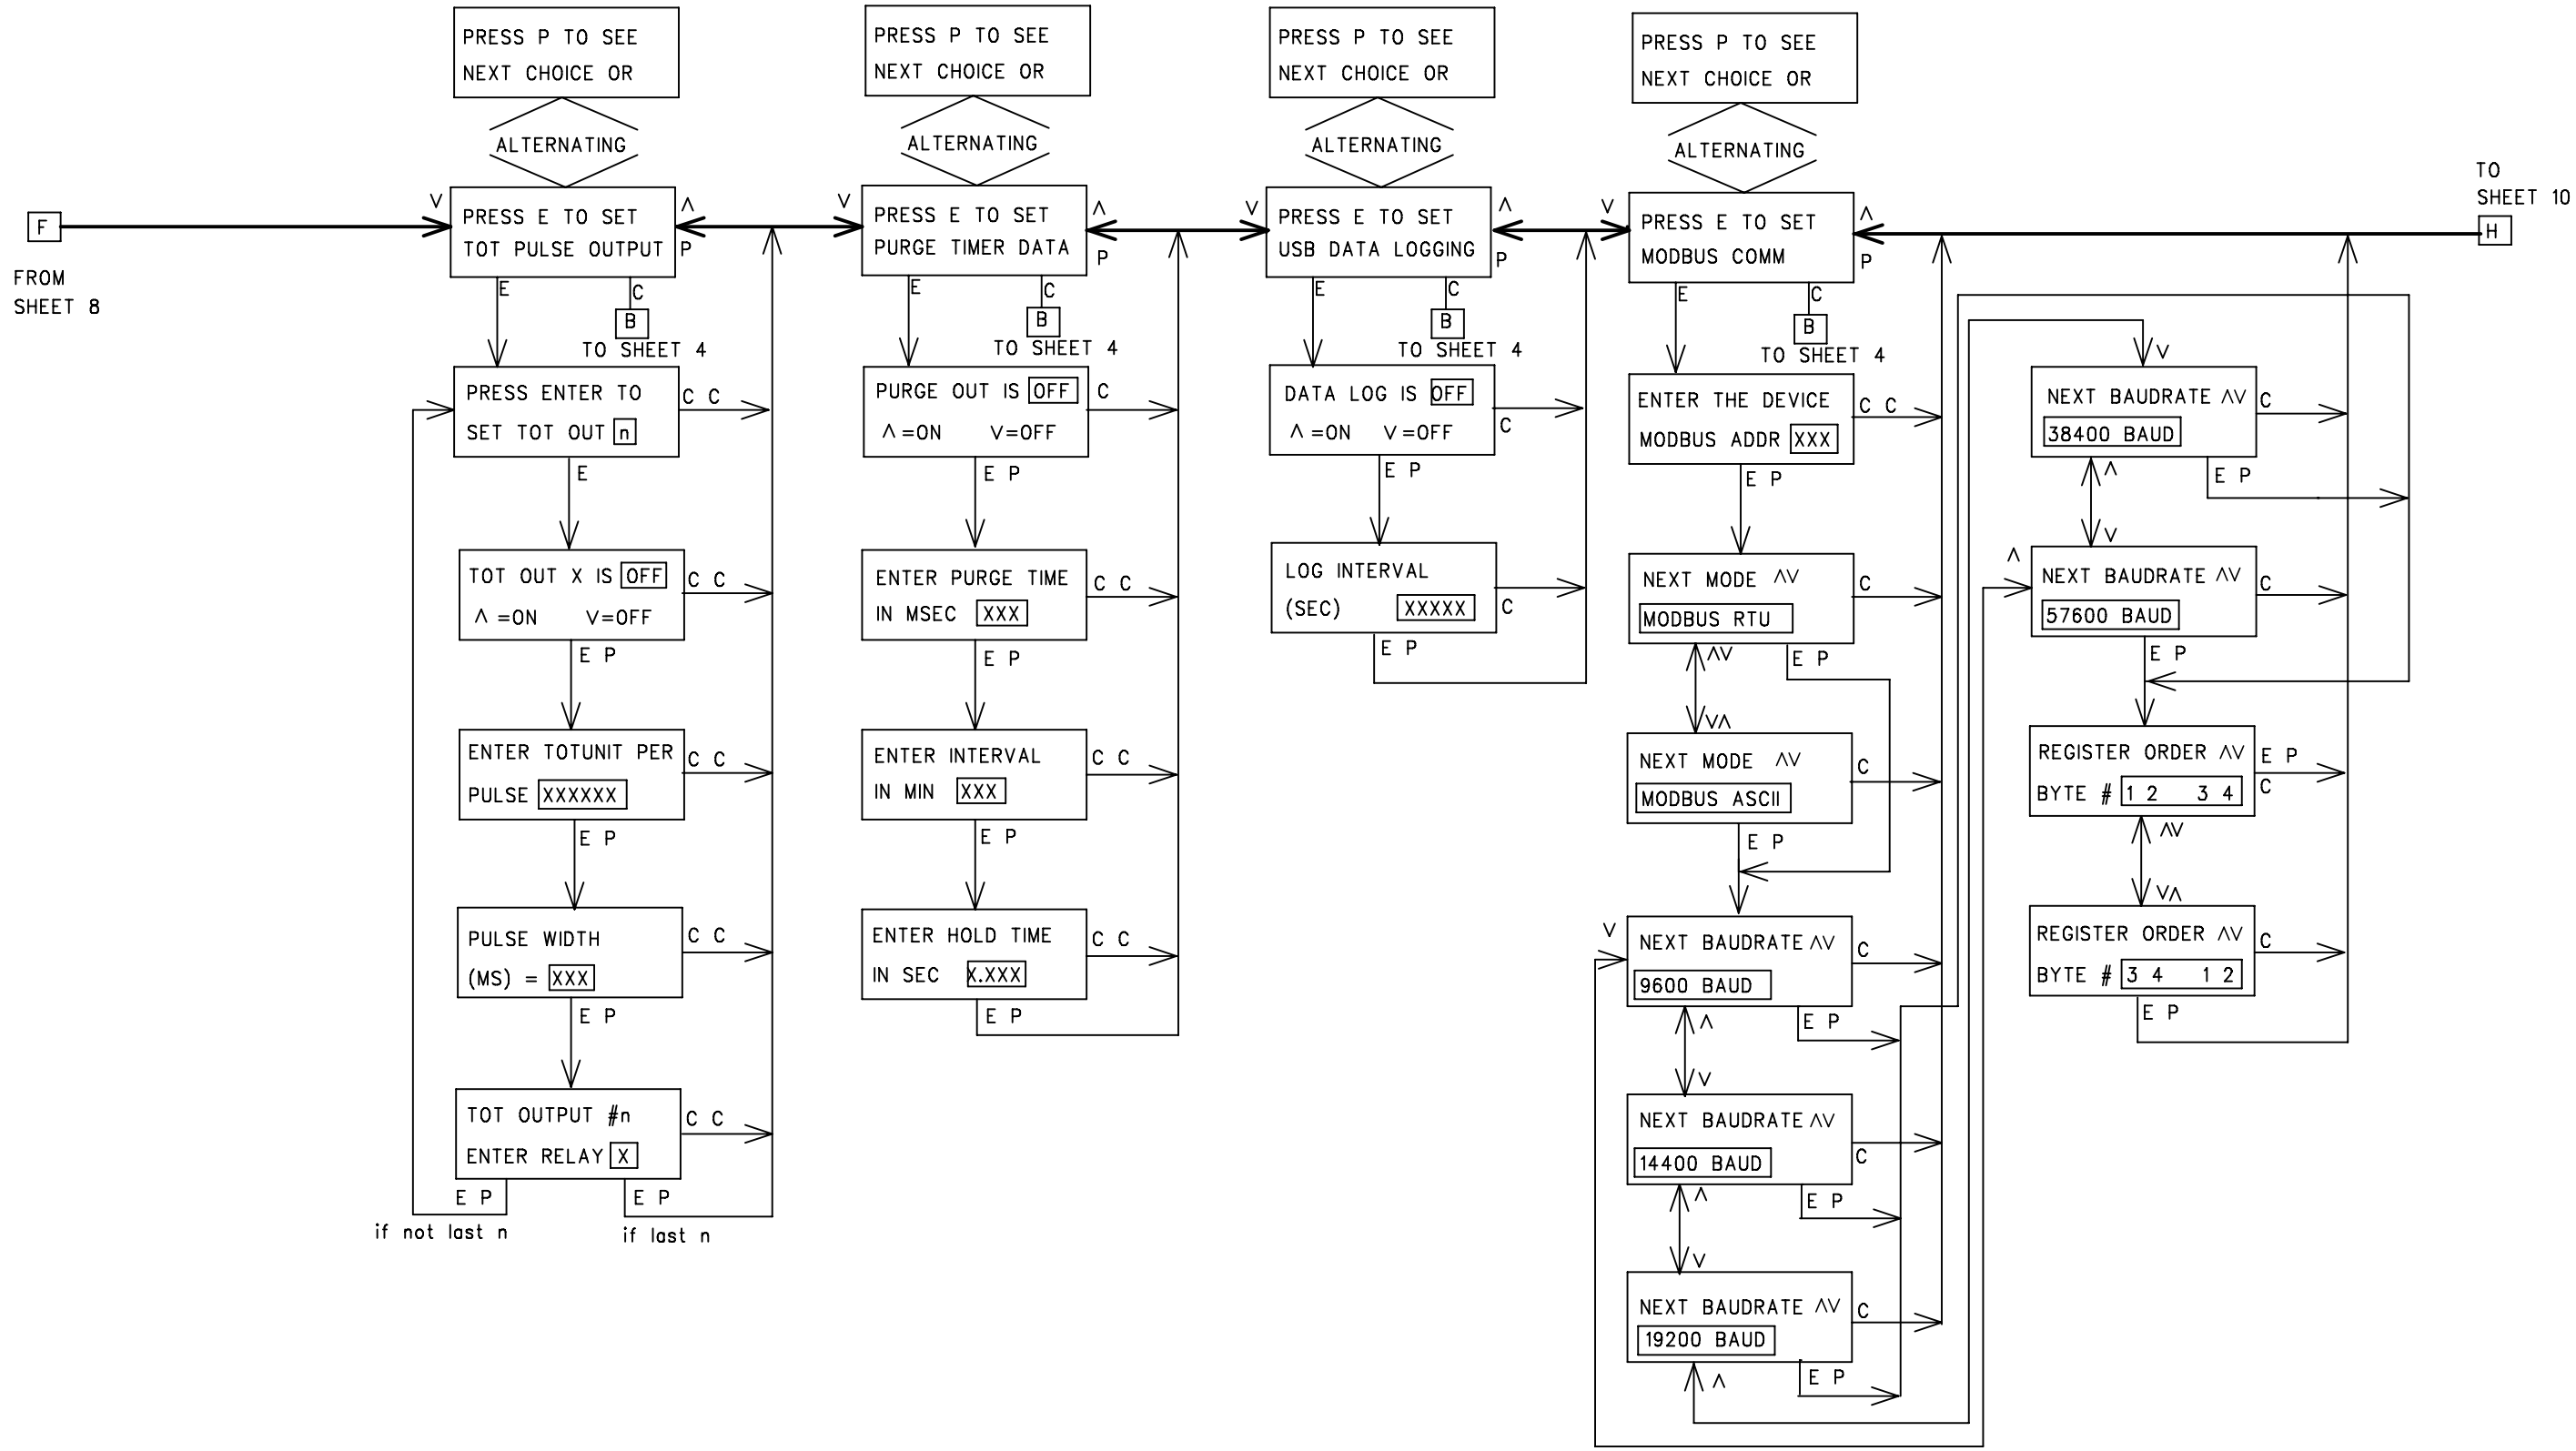 F
FROM
SHEET 8
PRESS P TO SEE
NEXT CHOICE OR
ALTERNATING
V
PRESS E TO SET
TOT PULSE OUTPUT
Λ
P
E
C
B
TO SHEET 4
PRESS ENTER TO
SET TOT OUT n
C C
E
TOT OUT X IS OFF
Λ =ON V=OFF
C C
E P
ENTER TOTUNIT PER
PULSE XXXXXX
C C
E P
PULSE WIDTH
(MS) = XXX
C C
E P
TOT OUTPUT #n
ENTER RELAY X
C C
E P
if not last n
E P
if last n
PRESS P TO SEE
NEXT CHOICE OR
ALTERNATING
V
PRESS E TO SET
PURGE TIMER DATA
Λ
P
E
C
B
TO SHEET 4
PURGE OUT IS OFF
Λ=ON V=OFF
C
E P
ENTER PURGE TIME
IN MSEC XXX
C C
E P
ENTER INTERVAL
IN MIN XXX
C C
E P
ENTER HOLD TIME
IN SEC X.XXX
C C
E P
PRESS P TO SEE
NEXT CHOICE OR
ALTERNATING
V
PRESS E TO SET
USB DATA LOGGING
Λ
P
E
C
B
TO SHEET 4
DATA LOG IS OFF
Λ =ON V=OFF
C
E P
LOG INTERVAL
(SEC) XXXXX
C
E P
PRESS P TO SEE
NEXT CHOICE OR
ALTERNATING
V
PRESS E TO SET
MODBUS COMM
Λ
P
E
C
B
TO SHEET 4
ENTER THE DEVICE
MODBUS ADDR XXX
C C
E P
NEXT MODE ΛV
MODBUS RTU
C
ΛV
E P
VΛ
NEXT MODE ΛV
MODBUS ASCII
C
E P
V
NEXT BAUDRATE ΛV
9600 BAUD
C
Λ
E P
V
NEXT BAUDRATE ΛV
14400 BAUD
C
Λ
E P
V
NEXT BAUDRATE ΛV
19200 BAUD
C
Λ
E P
TO
SHEET 10
H
V
NEXT BAUDRATE ΛV
38400 BAUD
C
Λ
E P
V
Λ
NEXT BAUDRATE ΛV
57600 BAUD
C
E P
REGISTER ORDER ΛV
BYTE # 1 2 3 4
E P
C
ΛV
VΛ
REGISTER ORDER ΛV
BYTE # 3 4 1 2
C
E P